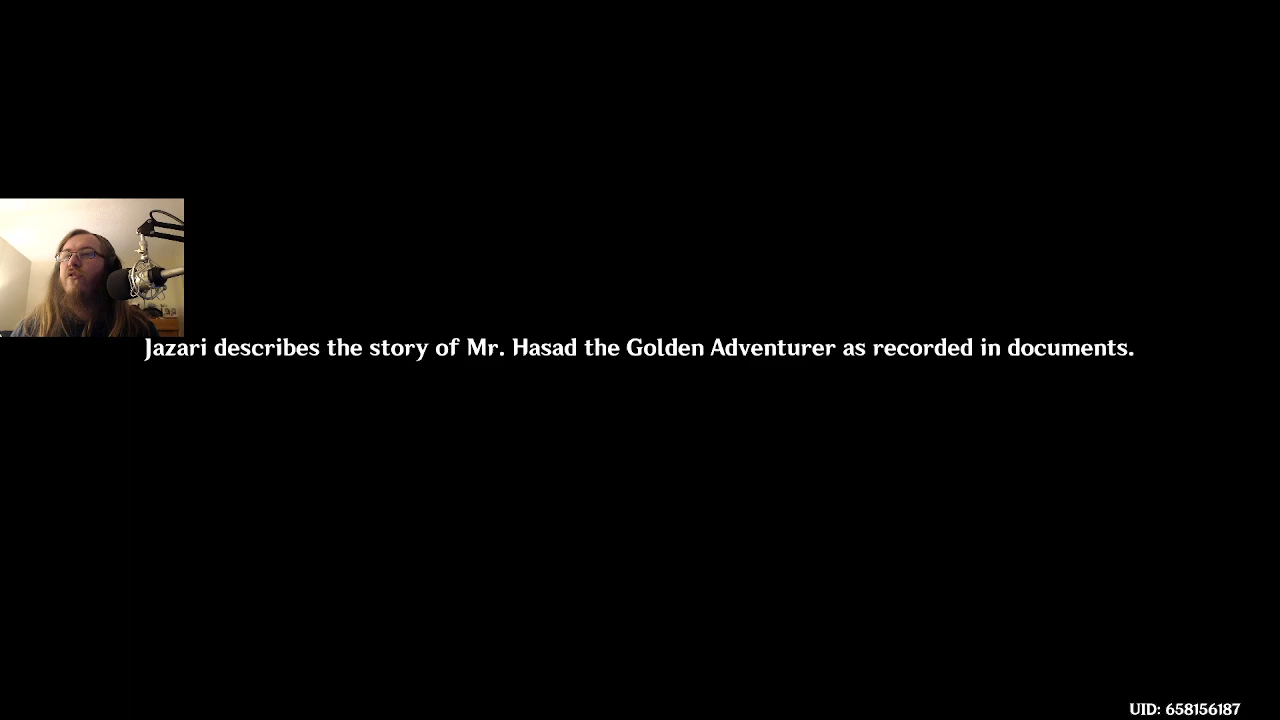 Jazari describes the story of Mr. Hasad the Golden Adventurer as recorded in documents.
UID: 658156187